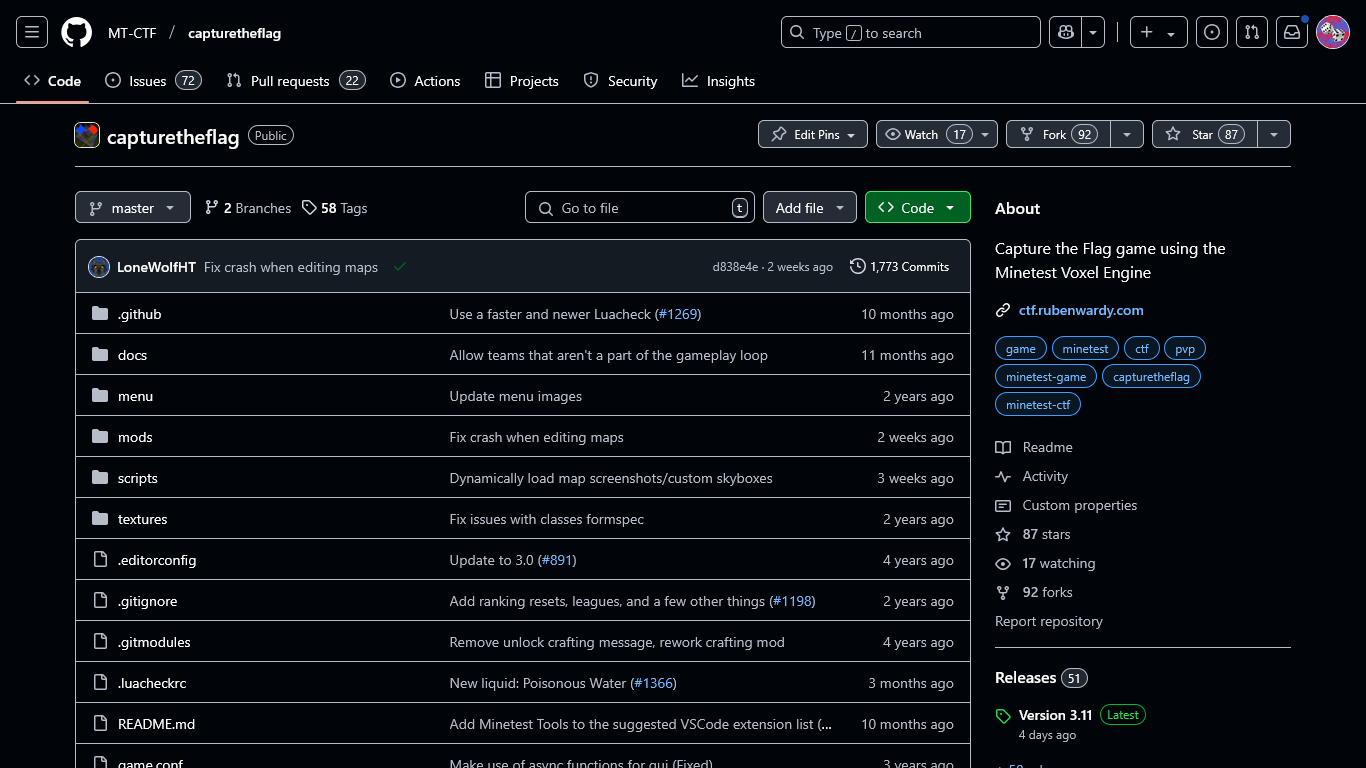 MT-CTF / capturetheflag Type / to search
Code Issues 72 Pull requests 22 Actions Projects Security Insights
capturetheflag Public Edit Pins Watch 17 Fork 92 Star 87
master 2 Branches 58 Tags Go to file t Add file Code
LoneWolfHT Fix crash when editing maps d838e4e · 2 weeks ago 1,773 Commits
.github Use a faster and newer Luacheck (#1269) 10 months ago
docs Allow teams that aren't a part of the gameplay loop 11 months ago
menu Update menu images 2 years ago
mods Fix crash when editing maps 2 weeks ago
scripts Dynamically load map screenshots/custom skyboxes 3 weeks ago
textures Fix issues with classes formspec 2 years ago
.editorconfig Update to 3.0 (#891) 4 years ago
.gitignore Add ranking resets, leagues, and a few other things (#1198) 2 years ago
.gitmodules Remove unlock crafting message, rework crafting mod 4 years ago
.luacheckrc New liquid: Poisonous Water (#1366) 3 months ago
README.md Add Minetest Tools to the suggested VSCode extension list (... 10 months ago
game.conf Make use of async functions for gui (Fixed) 3 years ago
About
Capture the Flag game using the
Minetest Voxel Engine
ctf.rubenwardy.com
game minetest ctf pvp
minetest-game capturetheflag
minetest-ctf
Readme
Activity
Custom properties
87 stars
17 watching
92 forks
Report repository
Releases 51
Version 3.11 Latest
4 days ago